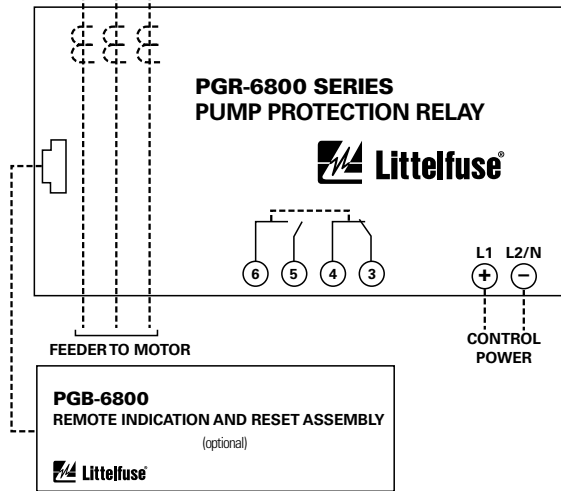 PGR-6800 SERIES
PUMP PROTECTION RELAY
Littelfuse®
6 5 4 3
L1 L2/N
+ −
FEEDER TO MOTOR
CONTROL
POWER
PGB-6800
REMOTE INDICATION AND RESET ASSEMBLY
(optional)
Littelfuse®